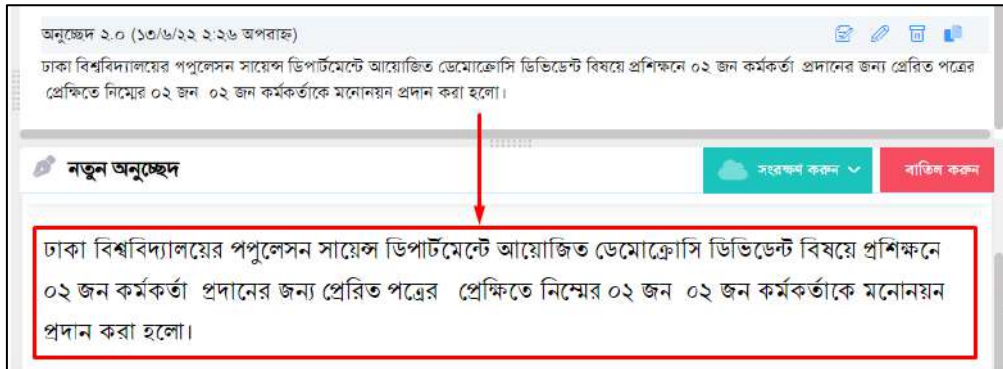 অনুচ্ছেদ ২.০ (১৩/৬/২২ ২:২৬ অপরাহ্ন)
ঢাকা বিশ্ববিদ্যালয়ের পপুলেসন সায়েন্স ডিপার্টমেন্টে আয়োজিত ডেমোক্রোসি ডিভিডেন্ট বিষয়ে প্রশিক্ষনে ০২ জন কর্মকর্তা প্রদানের জন্য প্রেরিত পত্রের
প্রেক্ষিতে নিম্মের ০২ জন ০২ জন কর্মকর্তাকে মনোনয়ন প্রদান করা হলো।
নতুন অনুচ্ছেদ
সংরক্ষণ করুন
বাতিল করুন
ঢাকা বিশ্ববিদ্যালয়ের পপুলেসন সায়েন্স ডিপার্টমেন্টে আয়োজিত ডেমোক্রোসি ডিভিডেন্ট বিষয়ে প্রশিক্ষনে
০২ জন কর্মকর্তা প্রদানের জন্য প্রেরিত পত্রের প্রেক্ষিতে নিম্মের ০২ জন ০২ জন কর্মকর্তাকে মনোনয়ন
প্রদান করা হলো।